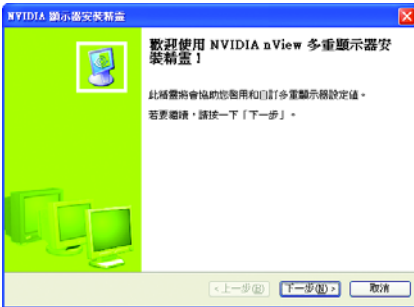 NVIDIA 顯示器安裝精靈
歡迎使用 NVIDIA nView 多重顯示器安
裝精靈！
此精靈將會協助您啟用和自訂多重顯示器設定值。
若要繼續，請按一下「下一步」。
<上一步(B)
下一步(N)>
取消